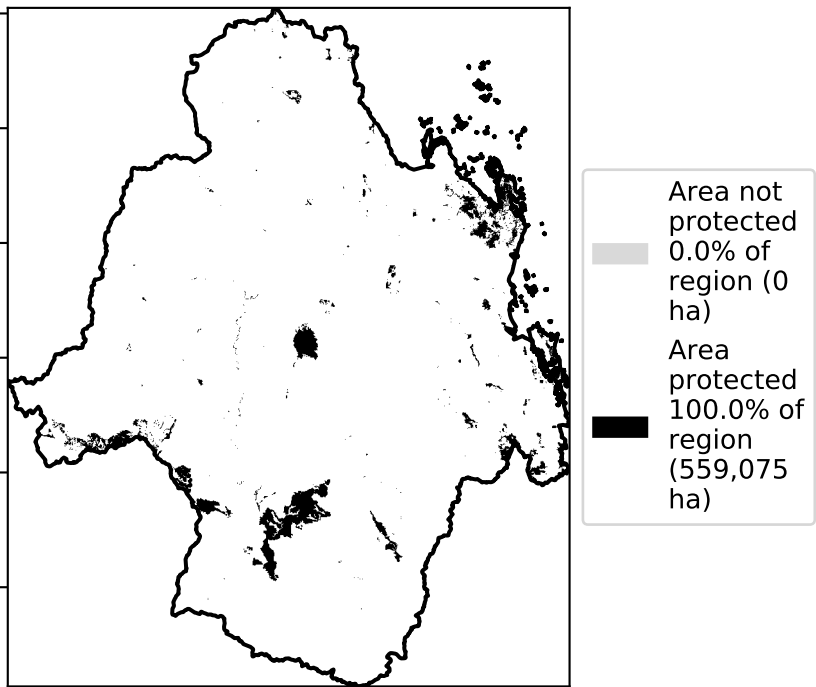 Area not
protected
0.0% of
region (0
ha)
Area
protected
100.0% of
region
(559,075
ha)